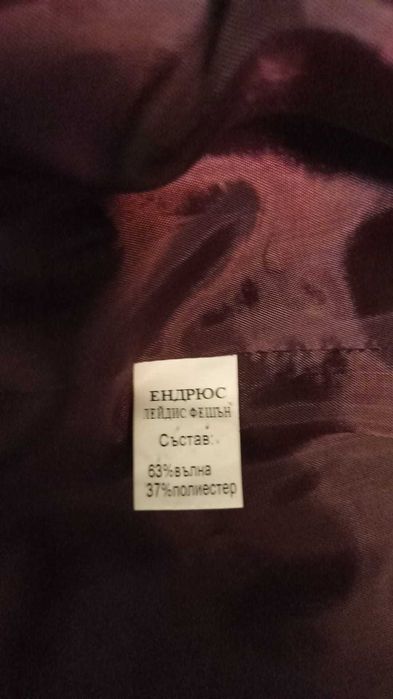 ЕНДРЮС
ЛЕЙДИС ФЕШЪН
Състав:
63%вълна
37%полиестер